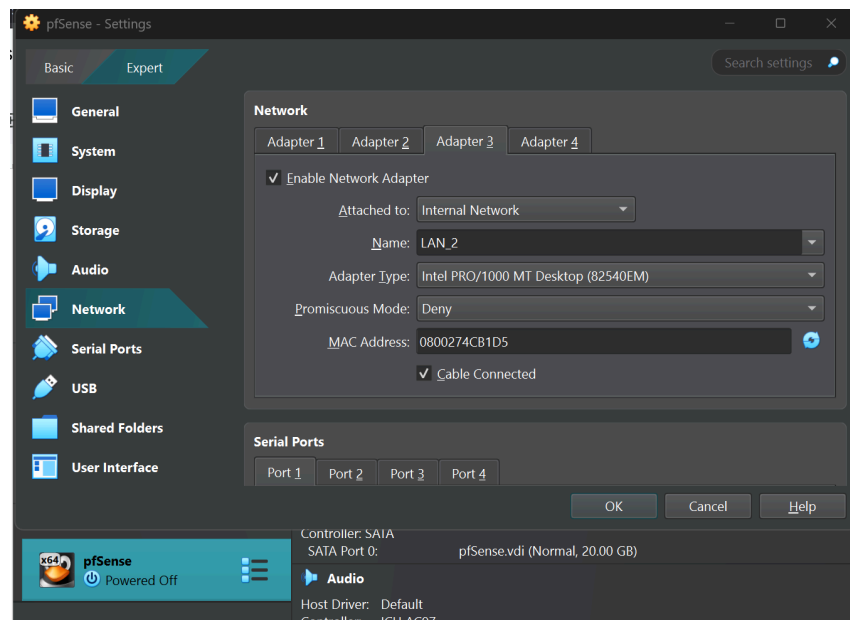 pfSense - Settings
Basic
Expert
Search settings
General
System
Display
Storage
Audio
Network
Serial Ports
USB
Shared Folders
User Interface
Network
Adapter 1
Adapter 2
Adapter 3
Adapter 4
Enable Network Adapter
Attached to: Internal Network
Name: LAN_2
Adapter Type: Intel PRO/1000 MT Desktop (82540EM)
Promiscuous Mode: Deny
MAC Address: 0800274CB1D5
Cable Connected
Serial Ports
Port 1
Port 2
Port 3
Port 4
OK
Cancel
Help
x64
pfSense
Powered Off
Controller: SATA
SATA Port 0: pfSense.vdi (Normal, 20.00 GB)
Audio
Host Driver: Default